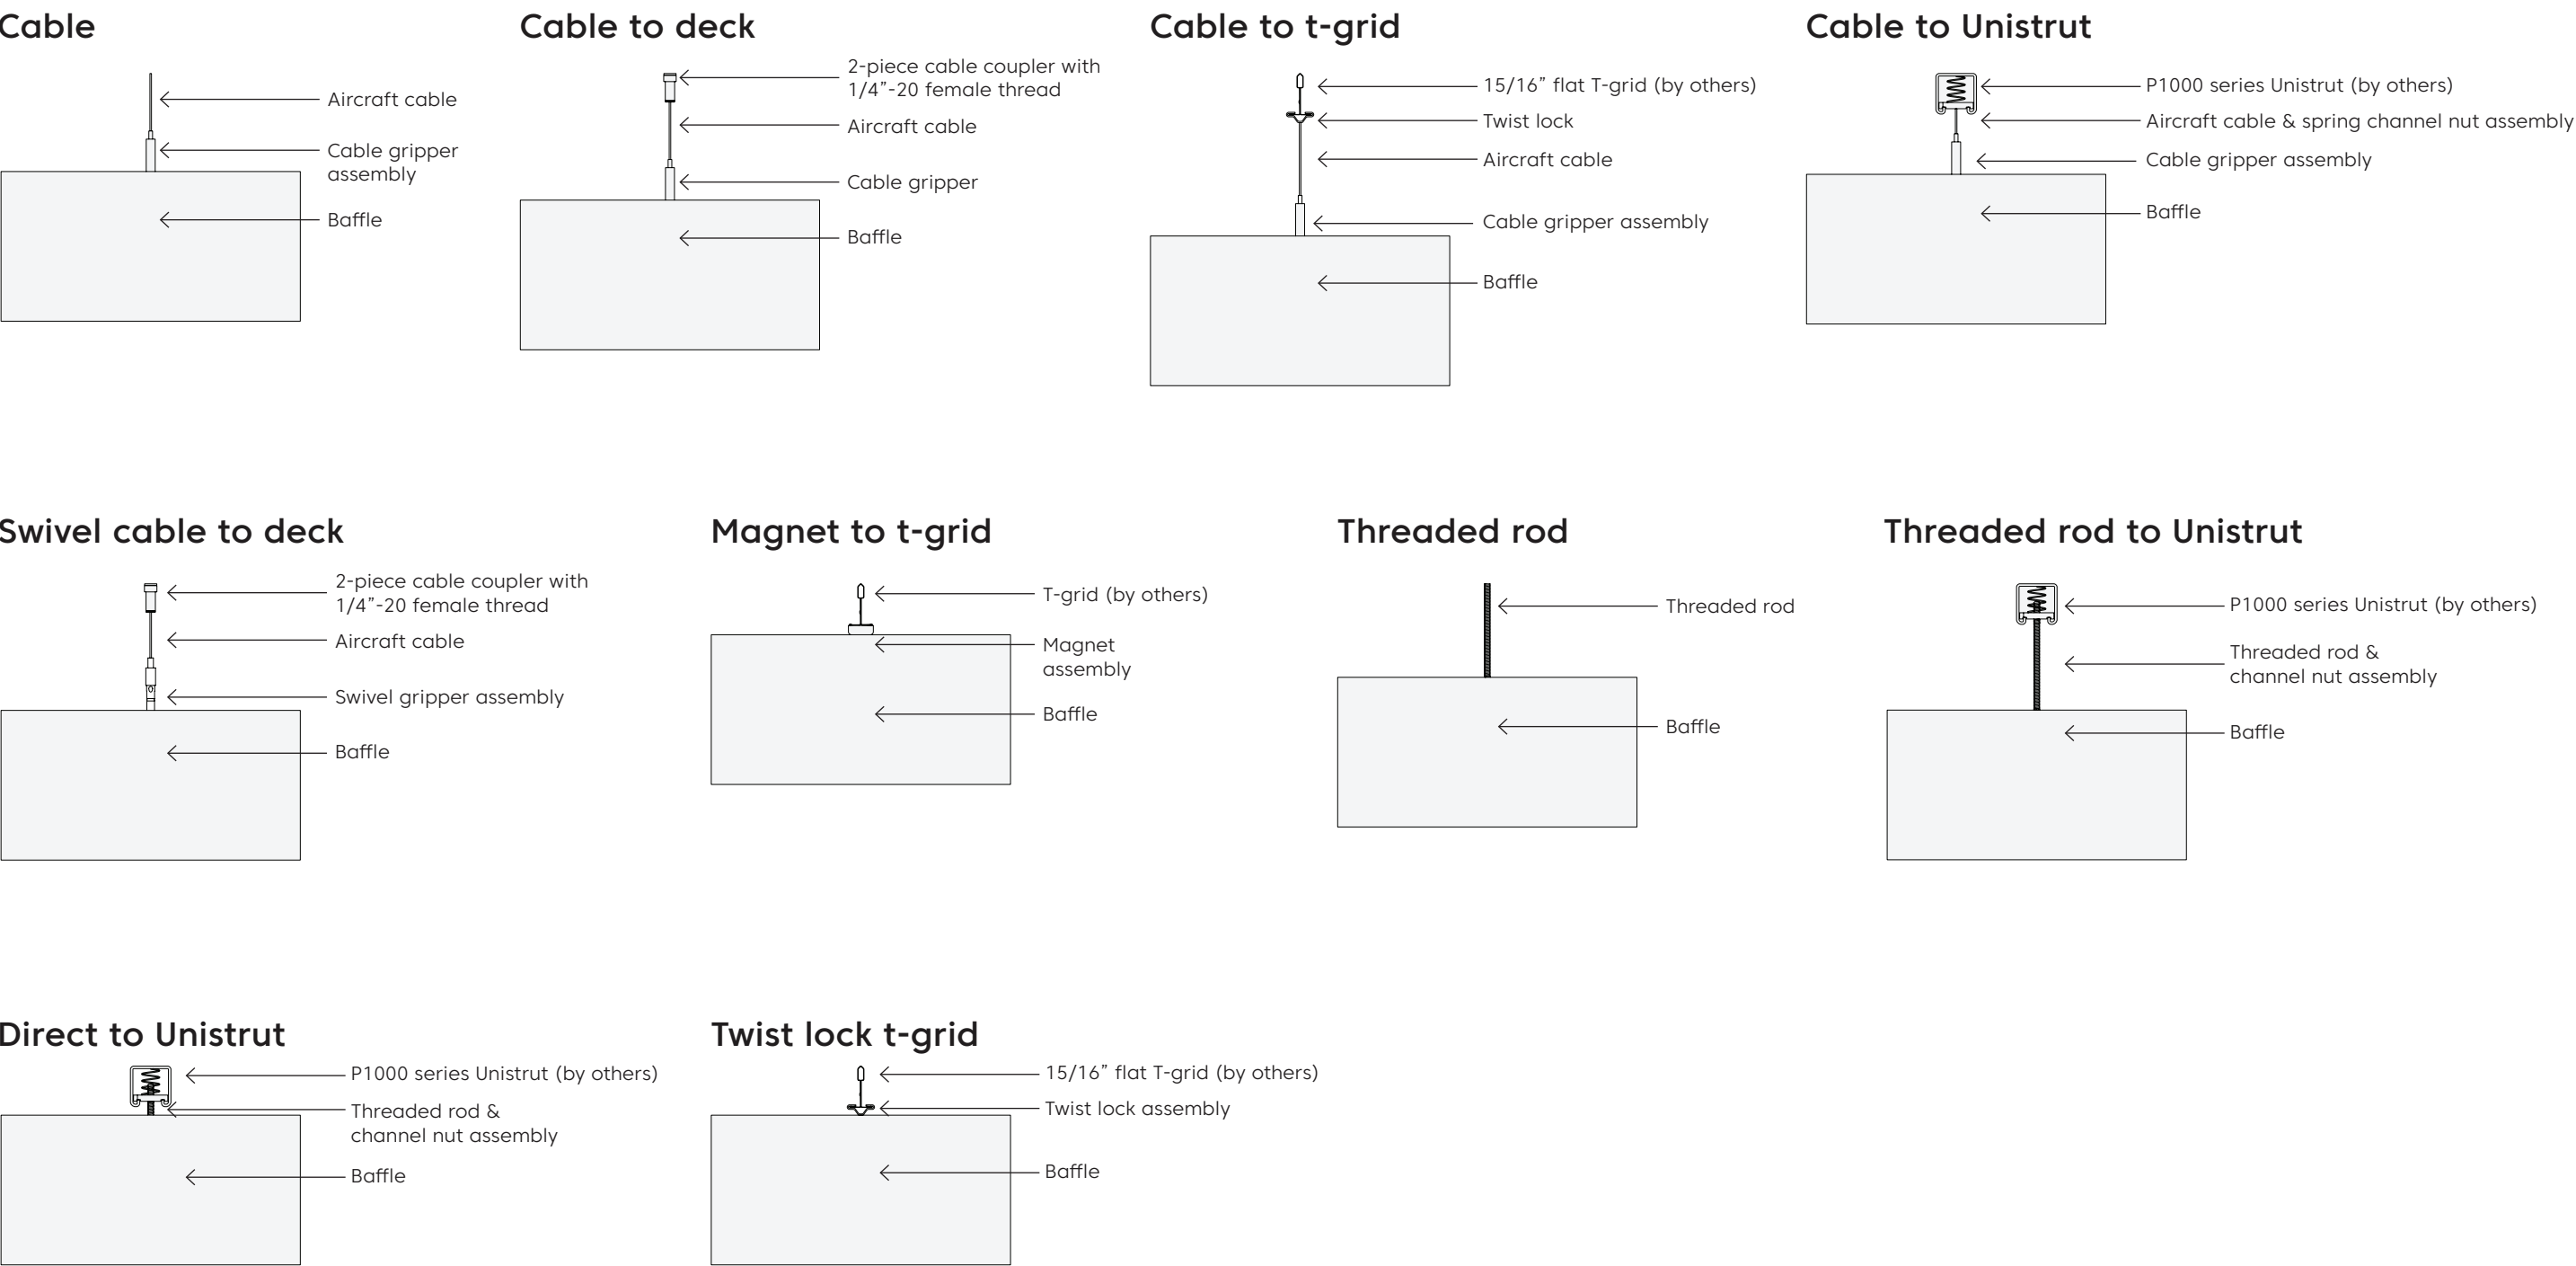 Cable
Aircraft cable
Cable gripper
assembly
Baffle
Cable to deck
2-piece cable coupler with
1/4”-20 female thread
Aircraft cable
Cable gripper
Baffle
Cable to t-grid
15/16” flat T-grid (by others)
Twist lock
Aircraft cable
Cable gripper assembly
Baffle
Cable to Unistrut
P1000 series Unistrut (by others)
Aircraft cable & spring channel nut assembly
Cable gripper assembly
Baffle
Swivel cable to deck
2-piece cable coupler with
1/4”-20 female thread
Aircraft cable
Swivel gripper assembly
Baffle
Magnet to t-grid
T-grid (by others)
Magnet
assembly
Baffle
Threaded rod
Threaded rod
Baffle
Threaded rod to Unistrut
P1000 series Unistrut (by others)
Threaded rod &
channel nut assembly
Baffle
Direct to Unistrut
P1000 series Unistrut (by others)
Threaded rod &
channel nut assembly
Baffle
Twist lock t-grid
15/16” flat T-grid (by others)
Twist lock assembly
Baffle